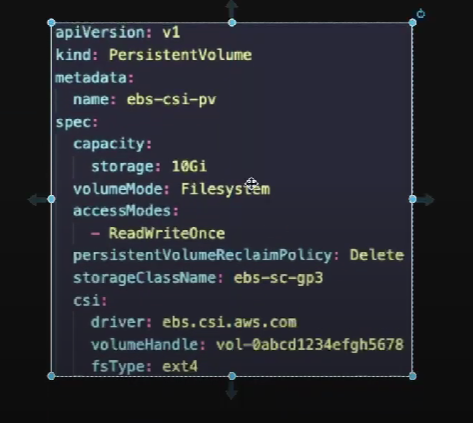 apiVersion: v1
kind: PersistentVolume
metadata:
  name: ebs-csi-pv
spec:
  capacity:
    storage: 10Gi
  volumeMode: Filesystem
  accessModes:
    - ReadWriteOnce
  persistentVolumeReclaimPolicy: Delete
  storageClassName: ebs-sc-gp3
  csi:
    driver: ebs.csi.aws.com
    volumeHandle: vol-0abcd1234efgh5678
    fsType: ext4